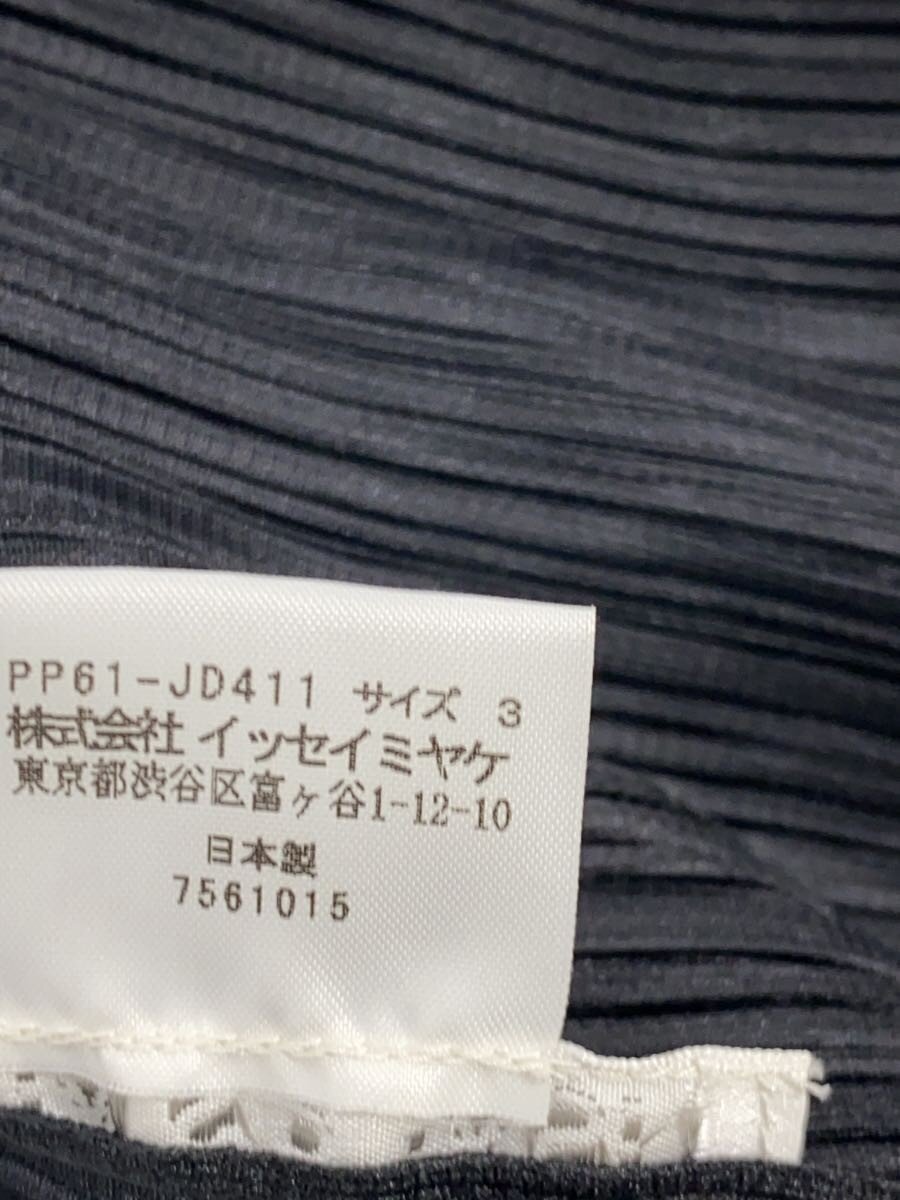 PP61-JD411 サイズ 3
株式会社 イッセイミヤケ
東京都渋谷区富ヶ谷1-12-10
日本製
7561015